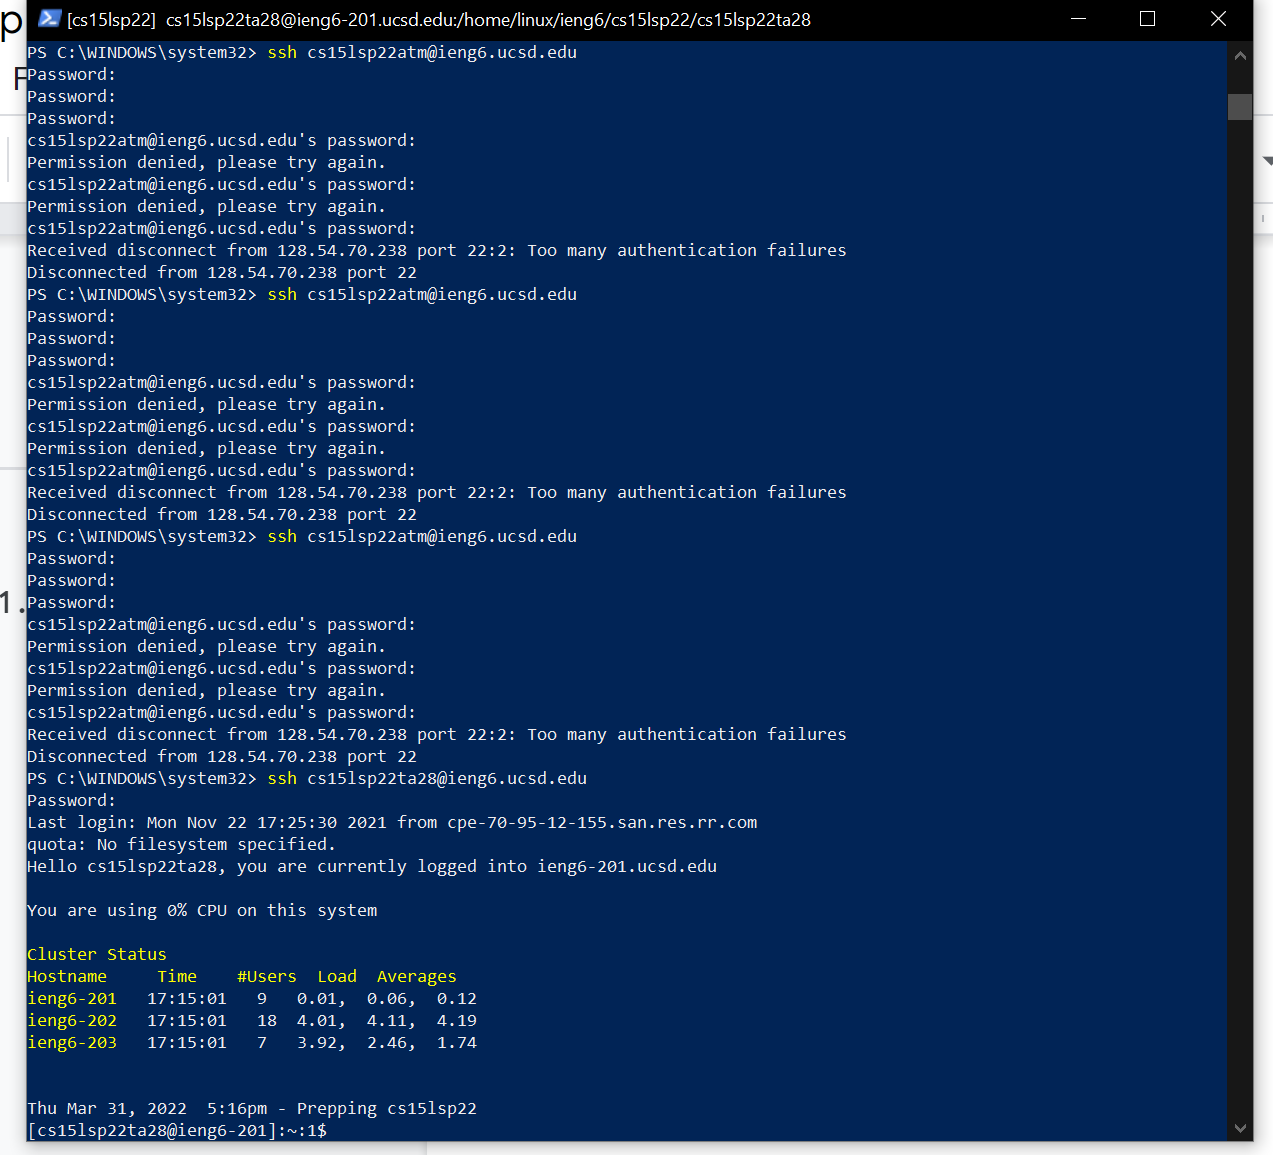 p
[cs15lsp22] cs15lsp22ta28@ieng6-201.ucsd.edu:/home/linux/ieng6/cs15lsp22/cs15lsp22ta28
PS C:\WINDOWS\system32> ssh cs15lsp22atm@ieng6.ucsd.edu
Password:
Password:
Password:
cs15lsp22atm@ieng6.ucsd.edu's password:
Permission denied, please try again.
cs15lsp22atm@ieng6.ucsd.edu's password:
Permission denied, please try again.
cs15lsp22atm@ieng6.ucsd.edu's password:
Received disconnect from 128.54.70.238 port 22:2: Too many authentication failures
Disconnected from 128.54.70.238 port 22
PS C:\WINDOWS\system32> ssh cs15lsp22atm@ieng6.ucsd.edu
Password:
Password:
Password:
cs15lsp22atm@ieng6.ucsd.edu's password:
Permission denied, please try again.
cs15lsp22atm@ieng6.ucsd.edu's password:
Permission denied, please try again.
cs15lsp22atm@ieng6.ucsd.edu's password:
Received disconnect from 128.54.70.238 port 22:2: Too many authentication failures
Disconnected from 128.54.70.238 port 22
PS C:\WINDOWS\system32> ssh cs15lsp22atm@ieng6.ucsd.edu
Password:
Password:
1.
Password:
cs15lsp22atm@ieng6.ucsd.edu's password:
Permission denied, please try again.
cs15lsp22atm@ieng6.ucsd.edu's password:
Permission denied, please try again.
cs15lsp22atm@ieng6.ucsd.edu's password:
Received disconnect from 128.54.70.238 port 22:2: Too many authentication failures
Disconnected from 128.54.70.238 port 22
PS C:\WINDOWS\system32> ssh cs15lsp22ta28@ieng6.ucsd.edu
Password:
Last login: Mon Nov 22 17:25:30 2021 from cpe-70-95-12-155.san.res.rr.com
quota: No filesystem specified.
Hello cs15lsp22ta28, you are currently logged into ieng6-201.ucsd.edu
You are using 0% CPU on this system
Cluster Status
Hostname Time #Users Load Averages
ieng6-201 17:15:01 9 0.01, 0.06, 0.12
ieng6-202 17:15:01 18 4.01, 4.11, 4.19
ieng6-203 17:15:01 7 3.92, 2.46, 1.74
Thu Mar 31, 2022 5:16pm - Prepping cs15lsp22
[cs15lsp22ta28@ieng6-201]:~:1$